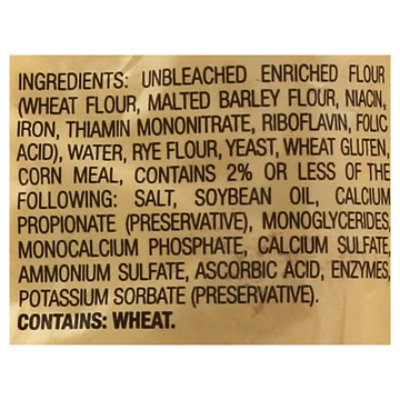 INGREDIENTS: UNBLEACHED ENRICHED FLOUR
(WHEAT FLOUR, MALTED BARLEY FLOUR, NIACIN,
IRON, THIAMIN MONONITRATE, RIBOFLAVIN, FOLIC
ACID), WATER, RYE FLOUR, YEAST, WHEAT GLUTEN,
CORN MEAL, CONTAINS 2% OR LESS OF THE
FOLLOWING: SALT, SOYBEAN OIL, CALCIUM
PROPIONATE (PRESERVATIVE), MONOGLYCERIDES,
MONOCALCIUM PHOSPHATE, CALCIUM SULFATE,
AMMONIUM SULFATE, ASCORBIC ACID, ENZYMES,
POTASSIUM SORBATE (PRESERVATIVE).
CONTAINS: WHEAT.